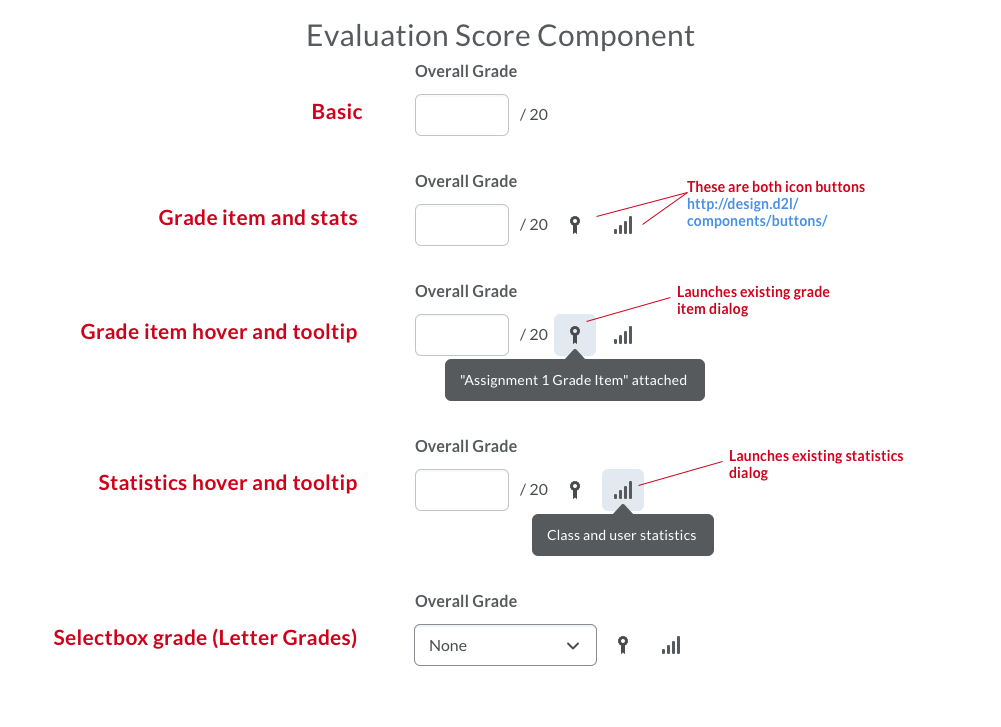 Evaluation Score Component
Overall Grade
Basic
/ 20
Overall Grade
Grade item and stats
/ 20
These are both icon buttons
http://design.d2l/
components/buttons/
Overall Grade
Grade item hover and tooltip
/ 20
Launches existing grade
item dialog
"Assignment 1 Grade Item" attached
Overall Grade
Statistics hover and tooltip
/ 20
Launches existing statistics
dialog
Class and user statistics
Overall Grade
Selectbox grade (Letter Grades)
None